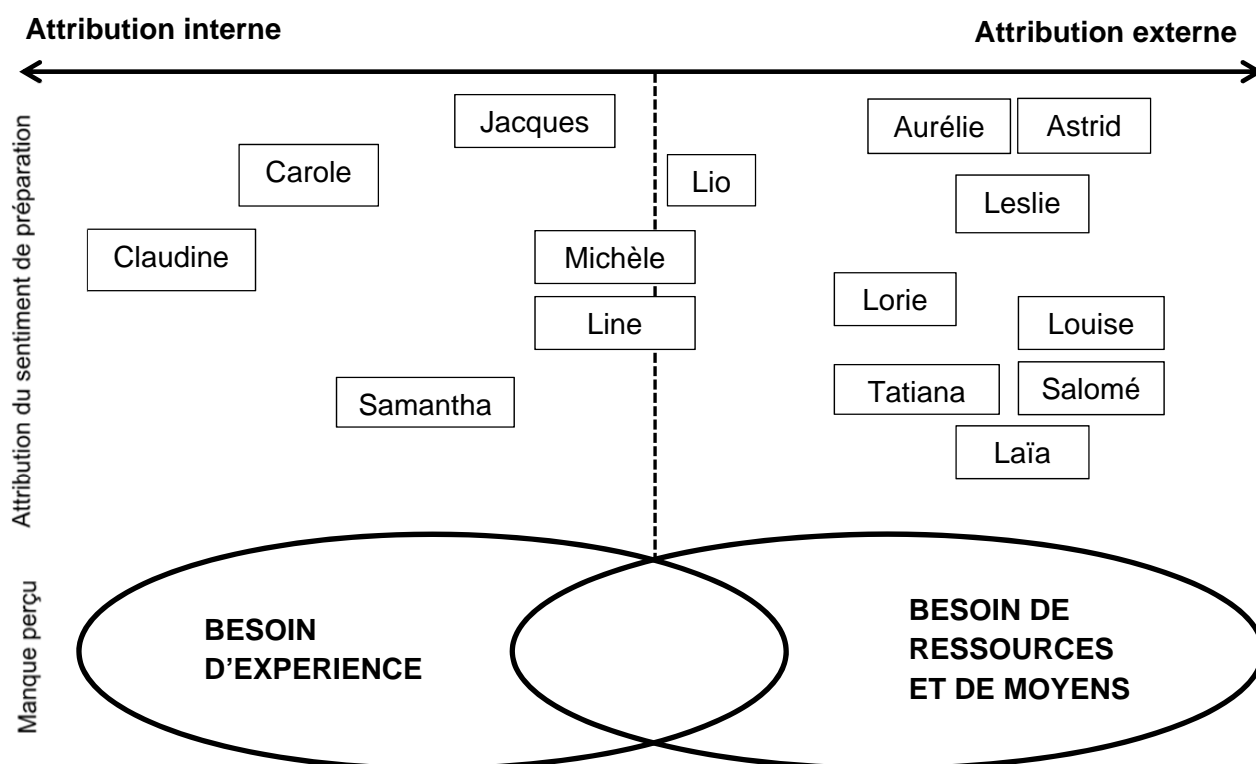 Attribution interne
Attribution externe
Attribution du sentiment de préparation
Jacques
Aurélie
Astrid
Carole
Lio
Leslie
Claudine
Michèle
Lorie
Line
Louise
Samantha
Tatiana
Salomé
Laïa
Manque perçu
BESOIN
D’EXPERIENCE
BESOIN DE
RESSOURCES
ET DE MOYENS